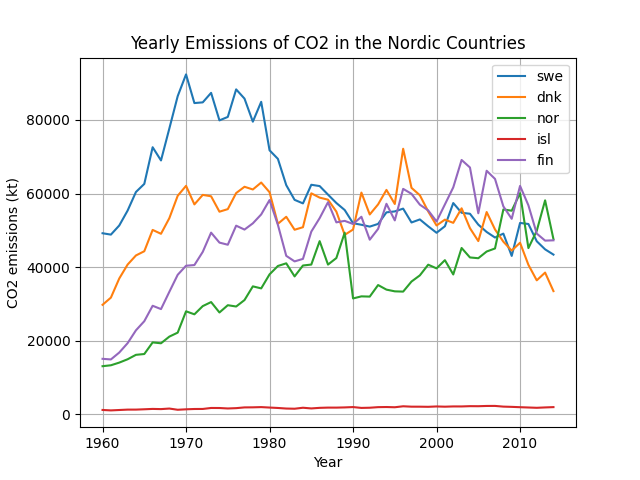 Yearly Emissions of CO2 in the Nordic Countries
swe
dnk
nor
isl
fin
CO2 emissions (kt)
80000
60000
40000
20000
0
1960 1970 1980 1990 2000 2010
Year